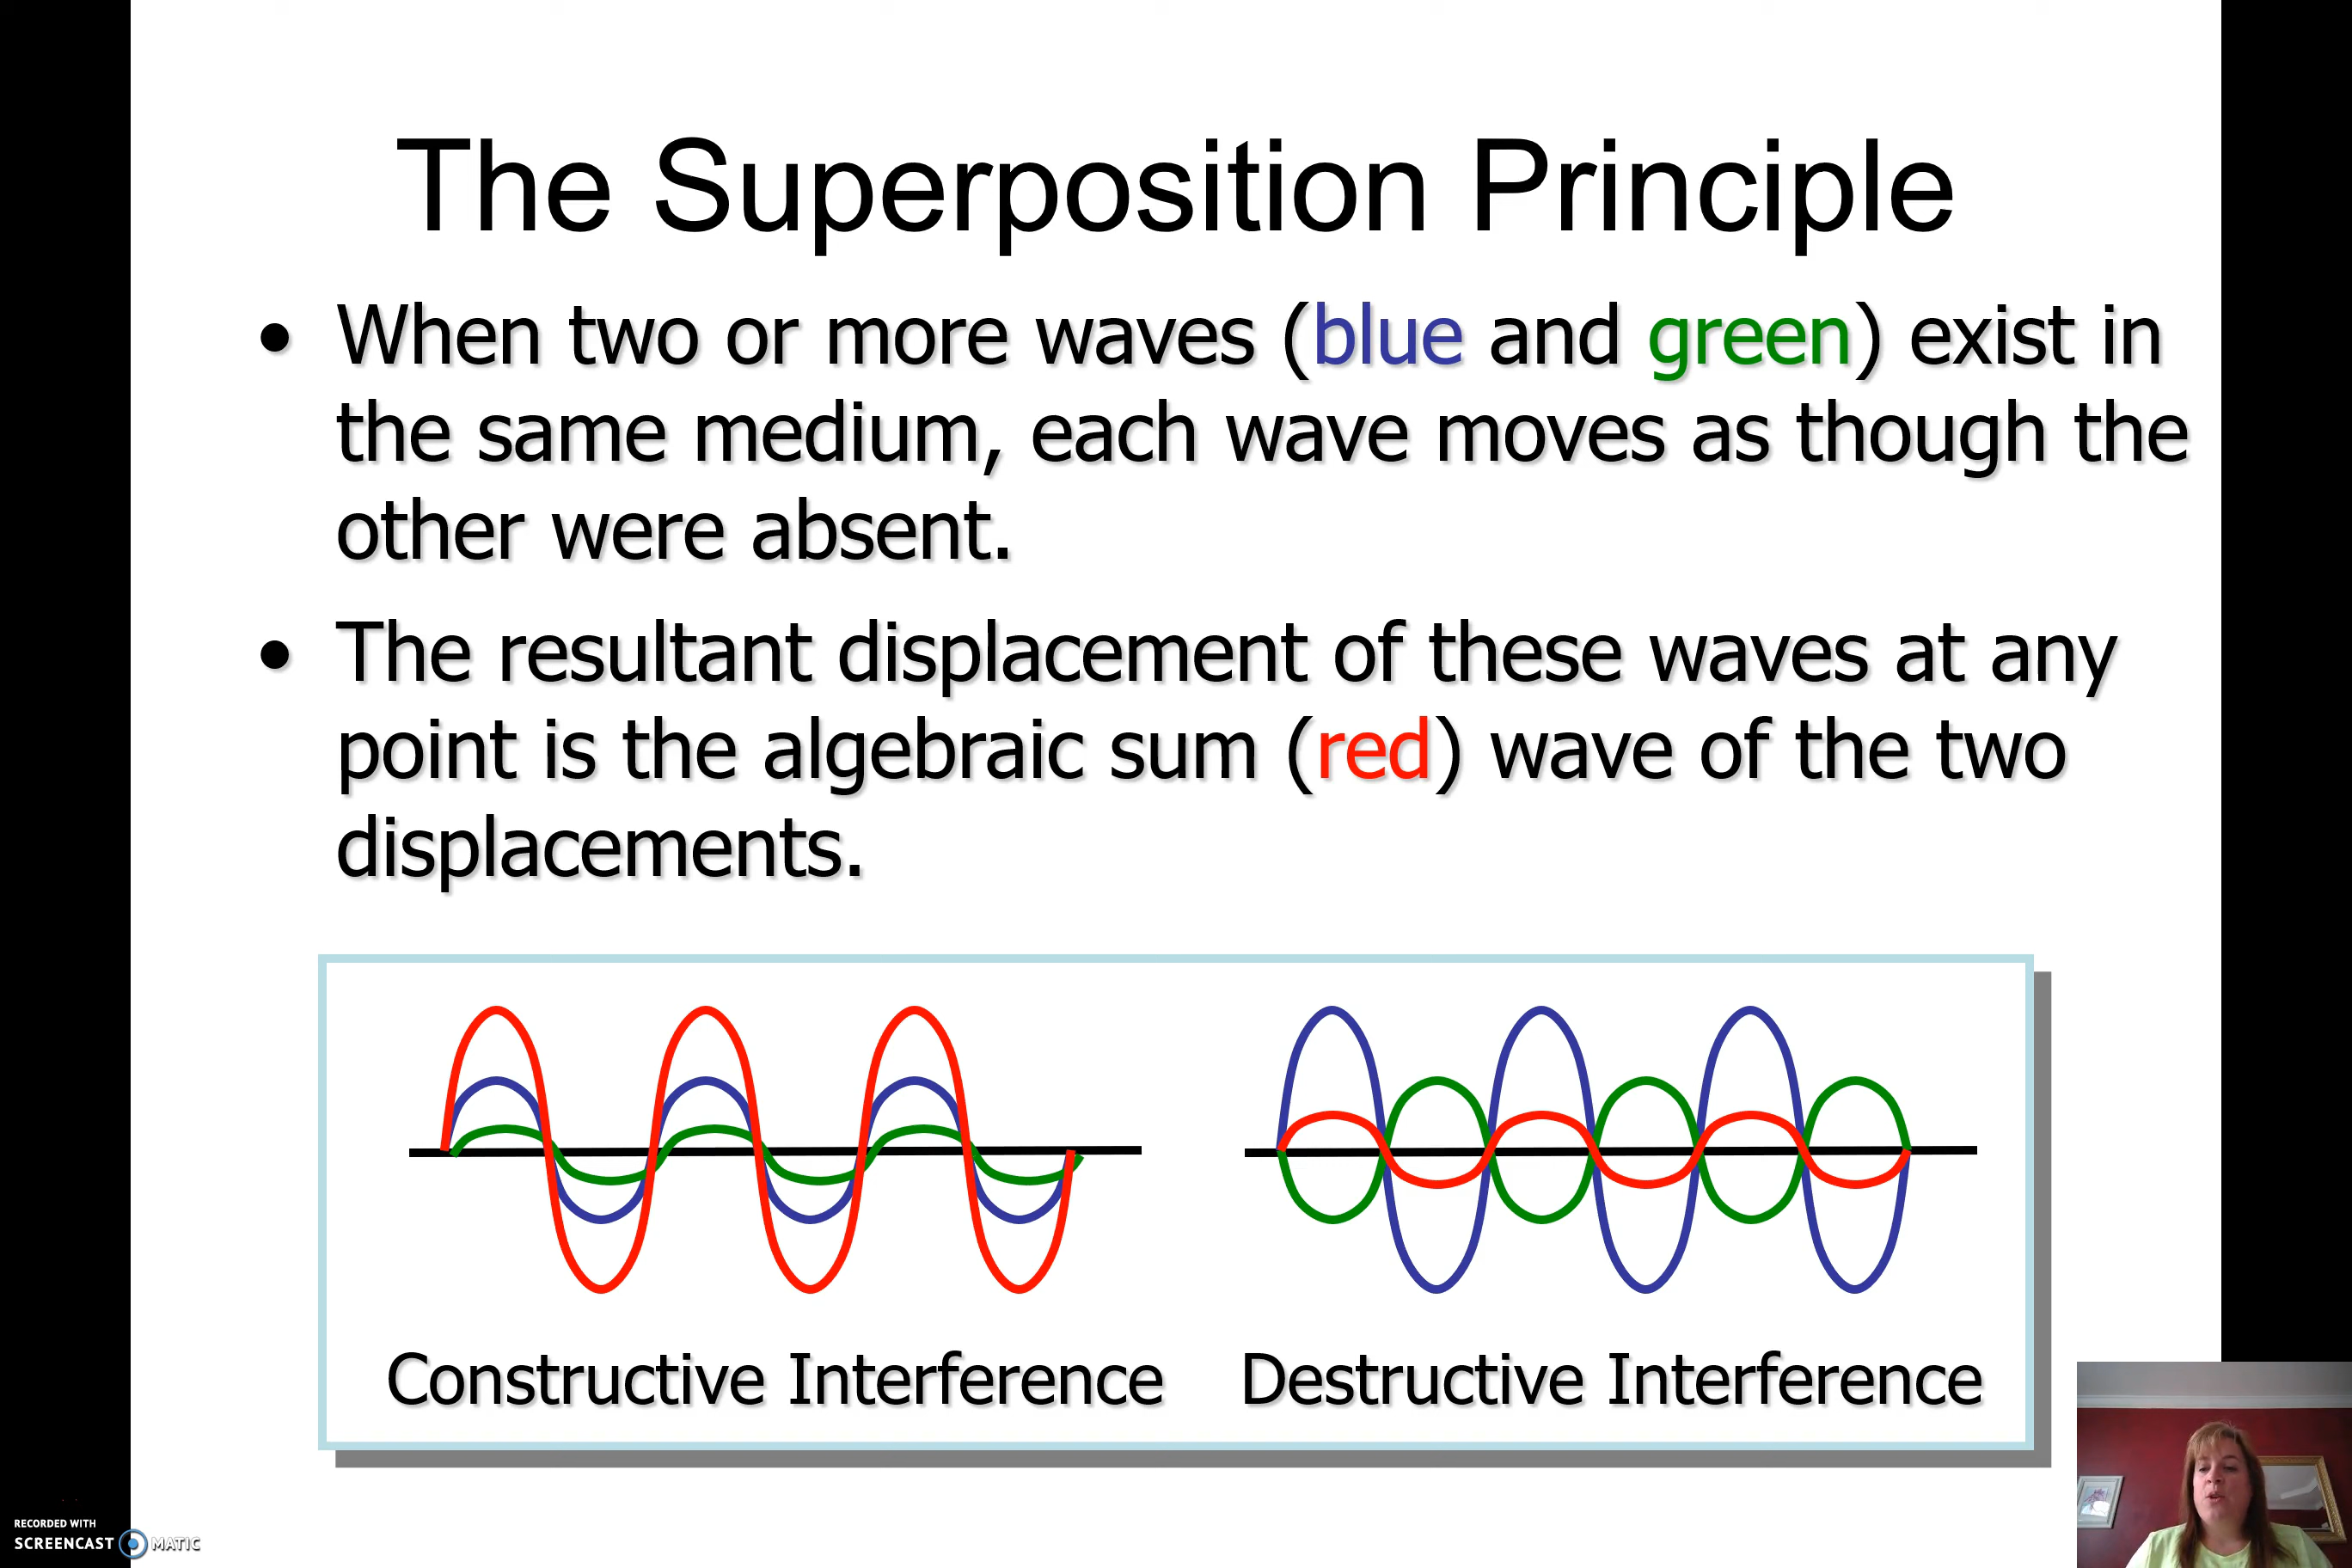 The Superposition Principle
• When two or more waves (blue and green) exist in
the same medium, each wave moves as though the
other were absent.
• The resultant displacement of these waves at any
point is the algebraic sum (red) wave of the two
displacements.
Constructive Interference Destructive Interference
RECORDED WITH
SCREENCAST MATIC